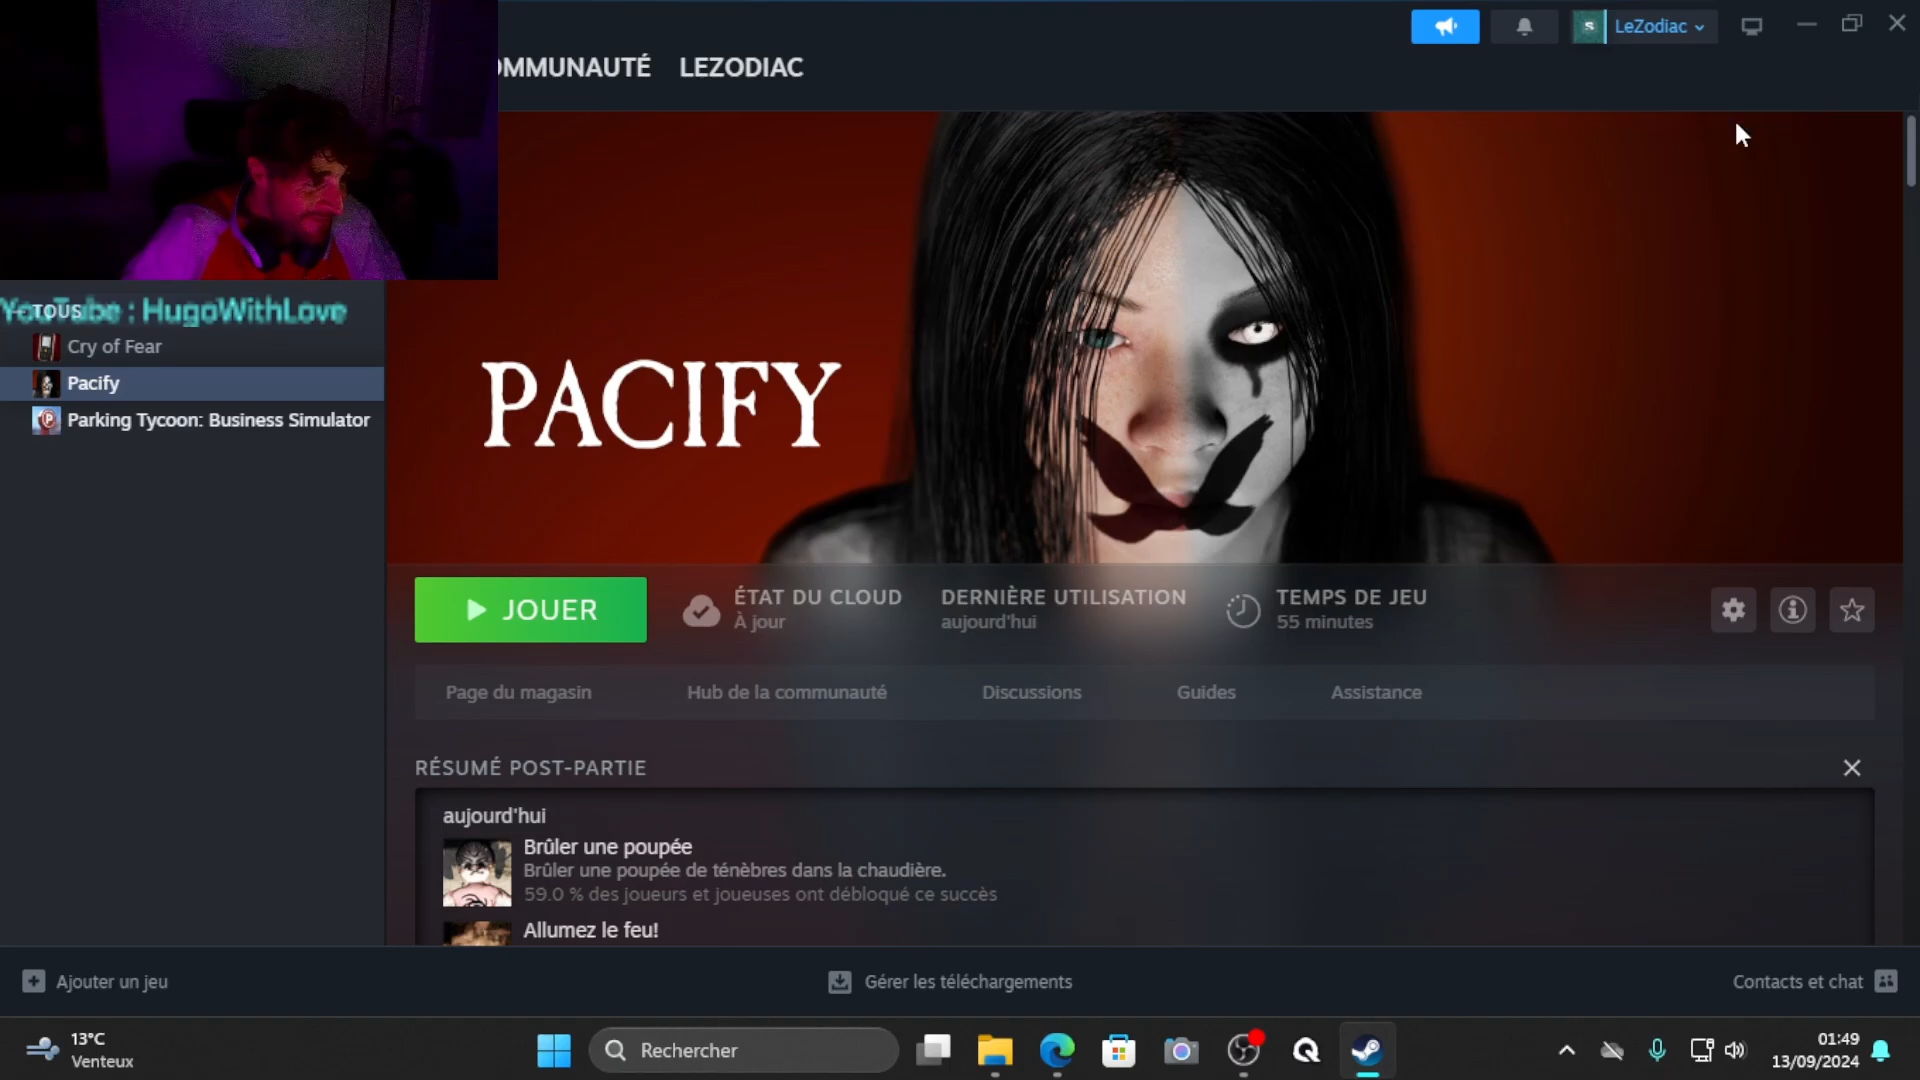 LeZodiac
OMMUNAUTÉ
LEZODIAC
YouTube : HugoWithLove
TOUS
Cry of Fear
Pacify
Parking Tycoon: Business Simulator
PACIFY
JOUER
ÉTAT DU CLOUD
À jour
DERNIÈRE UTILISATION
aujourd'hui
TEMPS DE JEU
55 minutes
Page du magasin
Hub de la communauté
Discussions
Guides
Assistance
RÉSUMÉ POST-PARTIE
aujourd'hui
Brûler une poupée
Brûler une poupée de ténèbres dans la chaudière.
59.0 % des joueurs et joueuses ont débloqué ce succès
Allumez le feu!
Ajouter un jeu
Gérer les téléchargements
Contacts et chat
13°C
Venteux
Rechercher
01:49
13/09/2024